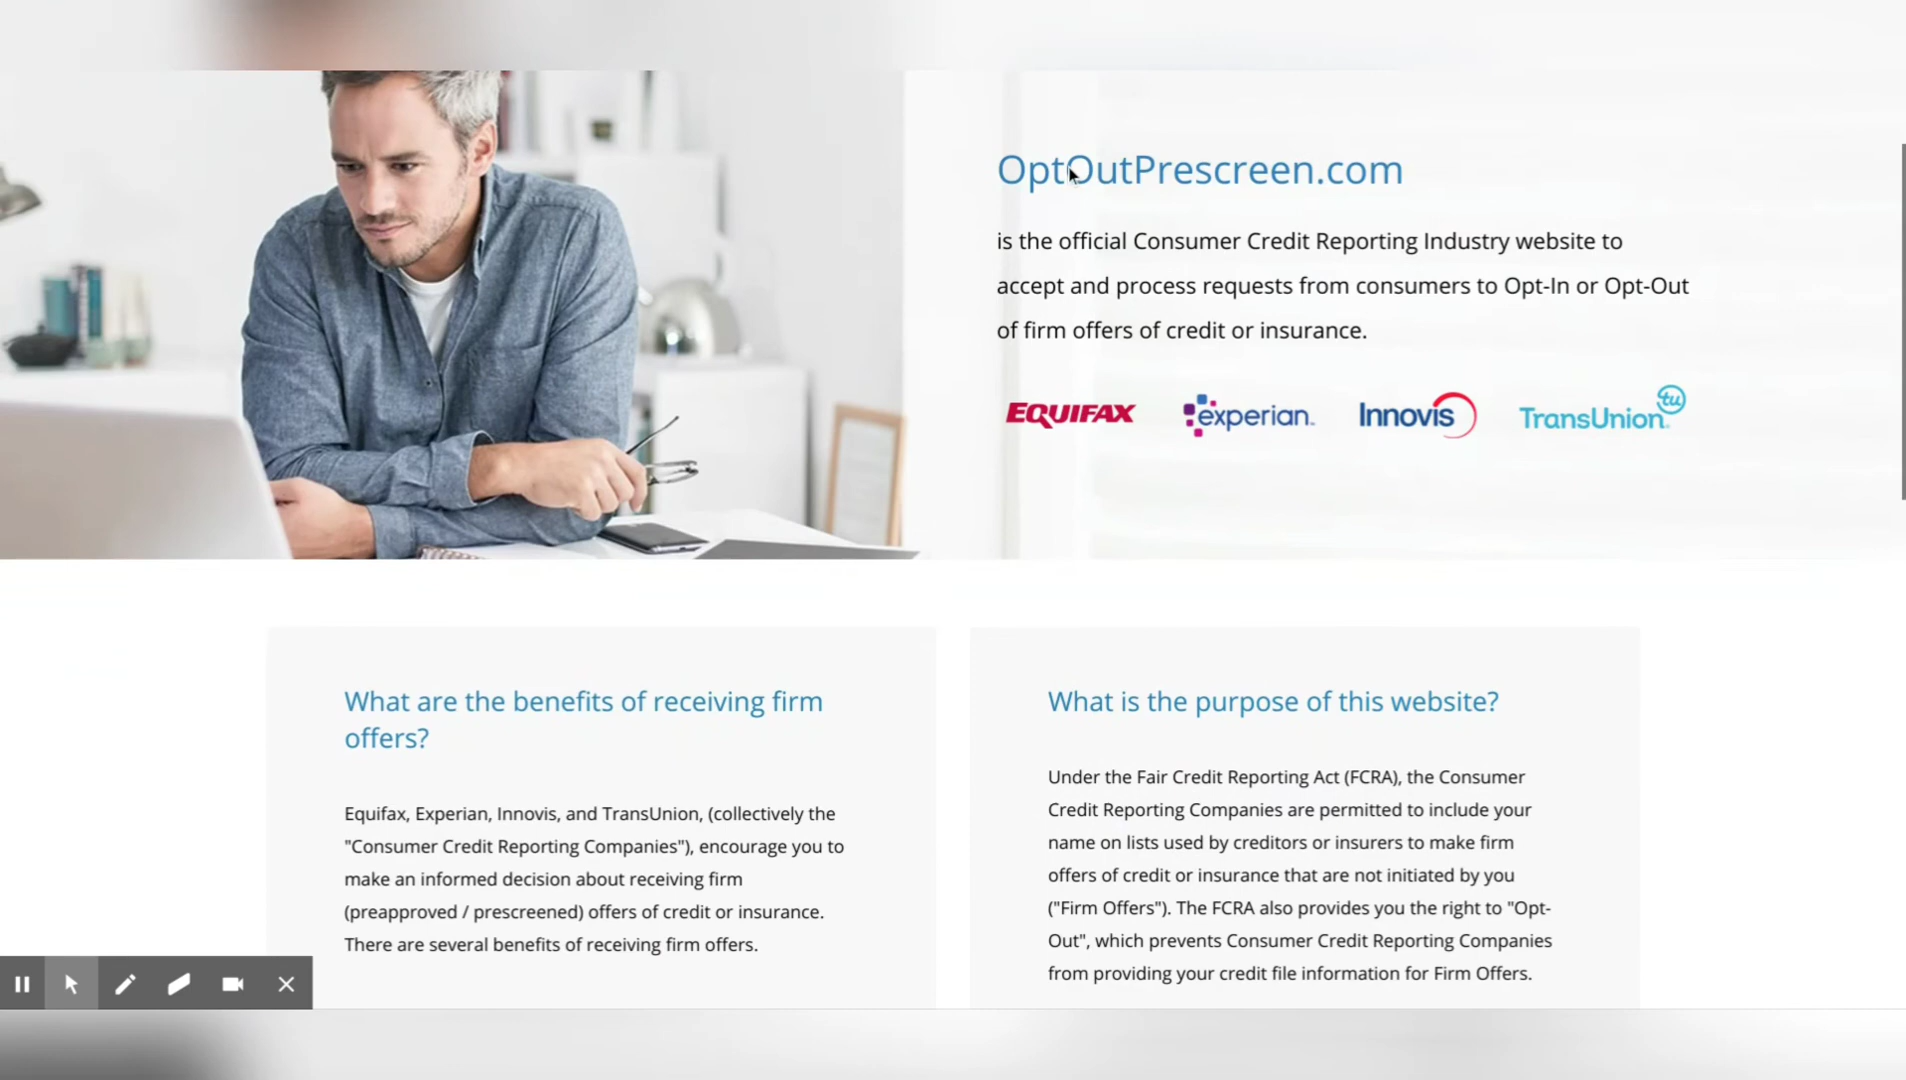 OptOutPrescreen.com
is the official Consumer Credit Reporting Industry website to
accept and process requests from consumers to Opt-In or Opt-Out
of firm offers of credit or insurance.
EQUIFAX experian. Innovis TransUnion tu
What are the benefits of receiving firm
offers?
Equifax, Experian, Innovis, and TransUnion, (collectively the
"Consumer Credit Reporting Companies"), encourage you to
make an informed decision about receiving firm
(preapproved / prescreened) offers of credit or insurance.
There are several benefits of receiving firm offers.
What is the purpose of this website?
Under the Fair Credit Reporting Act (FCRA), the Consumer
Credit Reporting Companies are permitted to include your
name on lists used by creditors or insurers to make firm
offers of credit or insurance that are not initiated by you
("Firm Offers"). The FCRA also provides you the right to "Opt-
Out", which prevents Consumer Credit Reporting Companies
from providing your credit file information for Firm Offers.